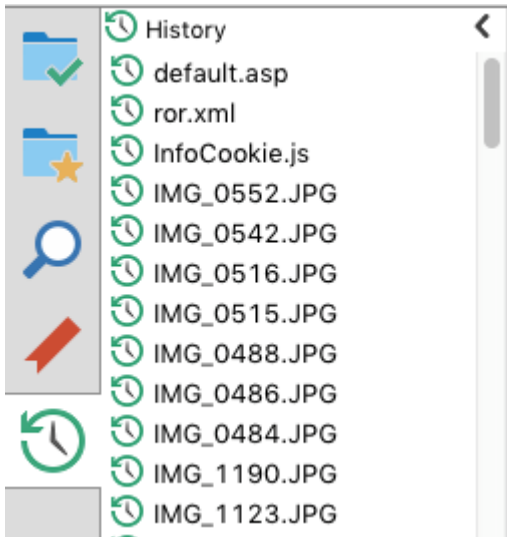 History
default.asp
ror.xml
InfoCookie.js
IMG_0552.JPG
IMG_0542.JPG
IMG_0516.JPG
IMG_0515.JPG
IMG_0488.JPG
IMG_0486.JPG
IMG_0484.JPG
IMG_1190.JPG
IMG_1123.JPG